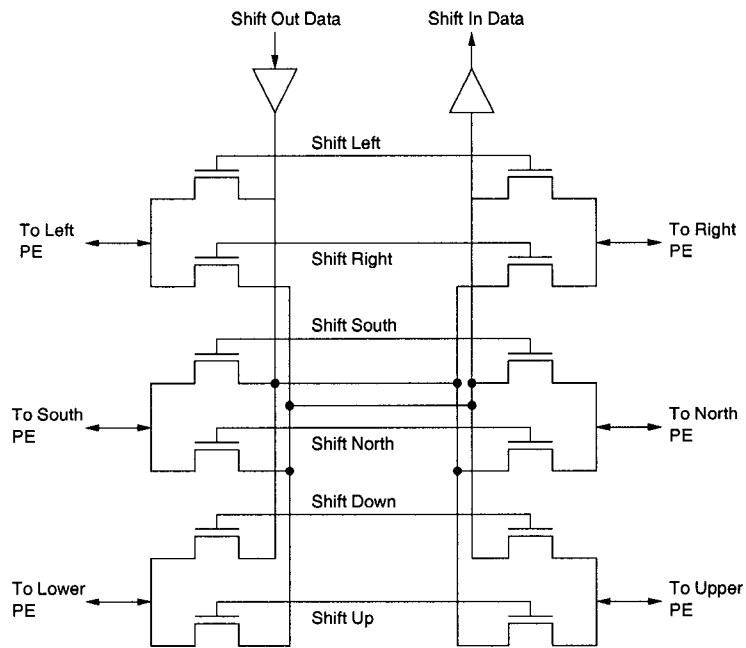 Shift Out Data
Shift In Data
Shift Left
To Left
PE
To Right
PE
Shift Right
Shift South
To South
PE
To North
PE
Shift North
Shift Down
To Lower
PE
To Upper
PE
Shift Up